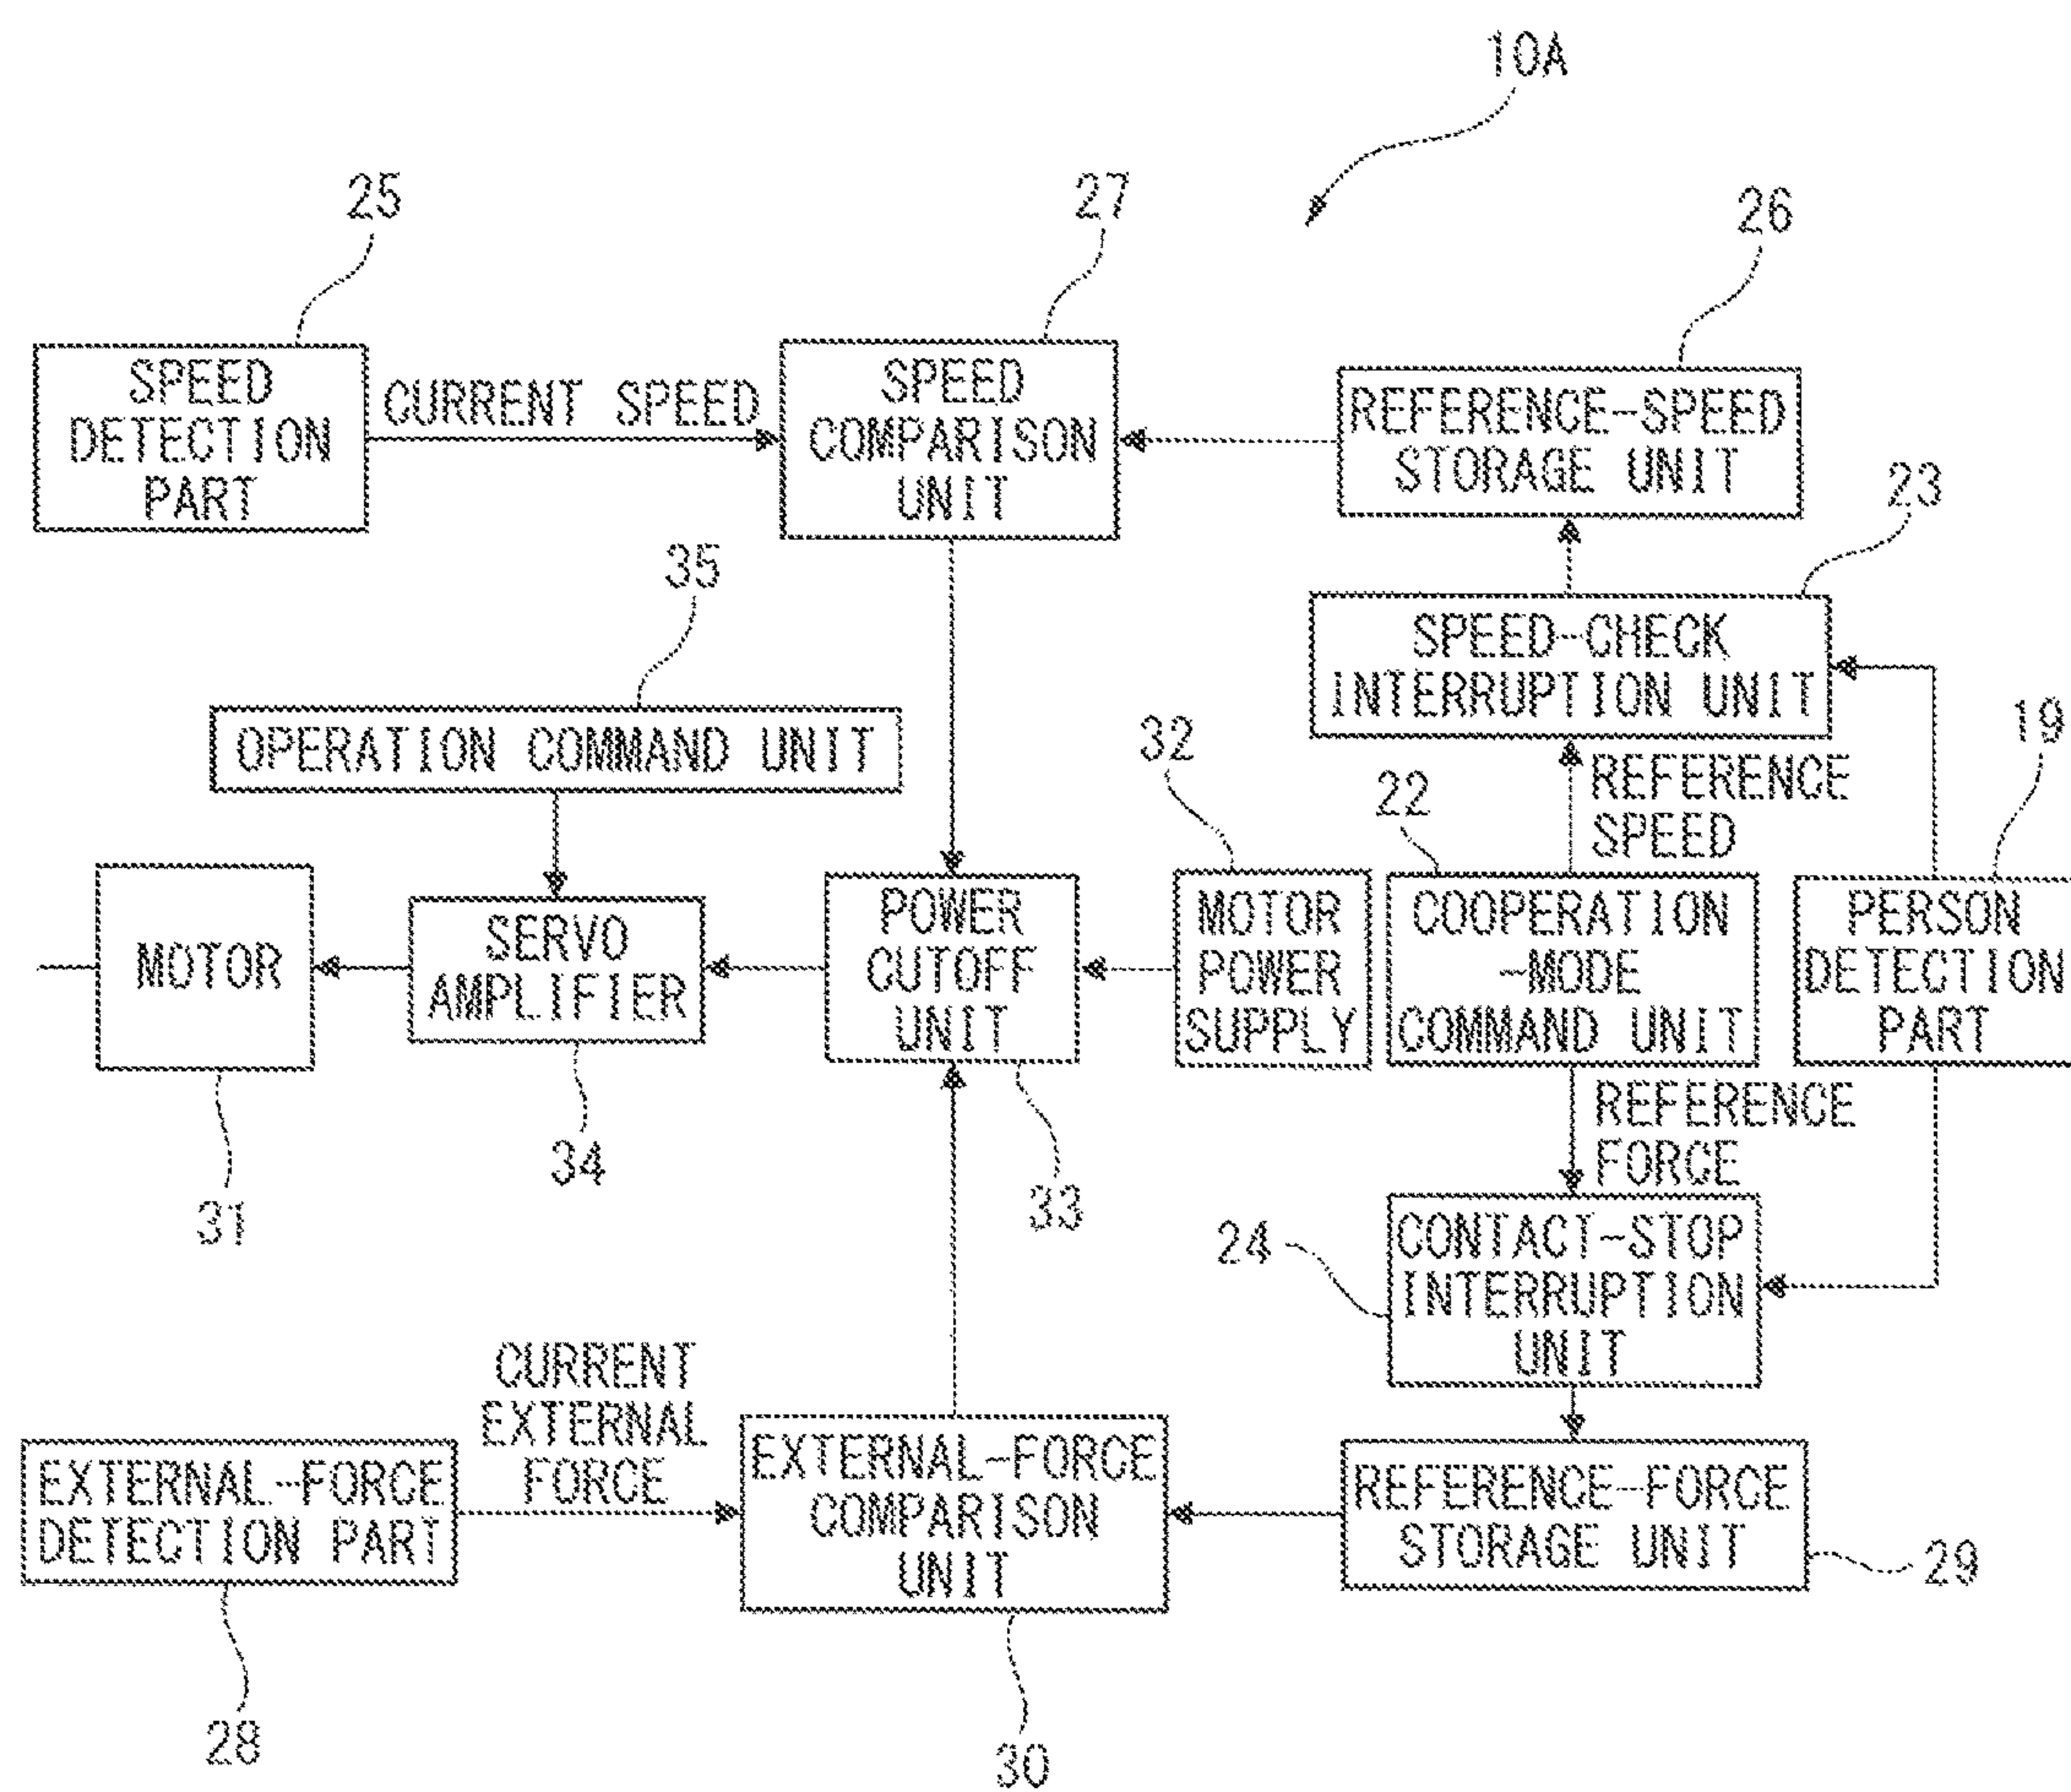 10A
25
27
26
SPEED
DETECTION
PART
CURRENT SPEED
SPEED
COMPARISON
UNIT
REFERENCE-SPEED
STORAGE UNIT
23
35
SPEED-CHECK
INTERRUPTION UNIT
OPERATION COMMAND UNIT
32
22
REFERENCE
SPEED
19
MOTOR
SERVO
AMPLIFIER
POWER
CUTOFF
UNIT
MOTOR
POWER
SUPPLY
COOPERATION
-MODE
COMMAND UNIT
PERSON
DETECTION
PART
31
34
33
REFERENCE
FORCE
24
CONTACT-STOP
INTERRUPTION
UNIT
CURRENT
EXTERNAL
FORCE
EXTERNAL-FORCE
DETECTION PART
EXTERNAL-FORCE
COMPARISON
UNIT
REFERENCE-FORCE
STORAGE UNIT
29
28
30